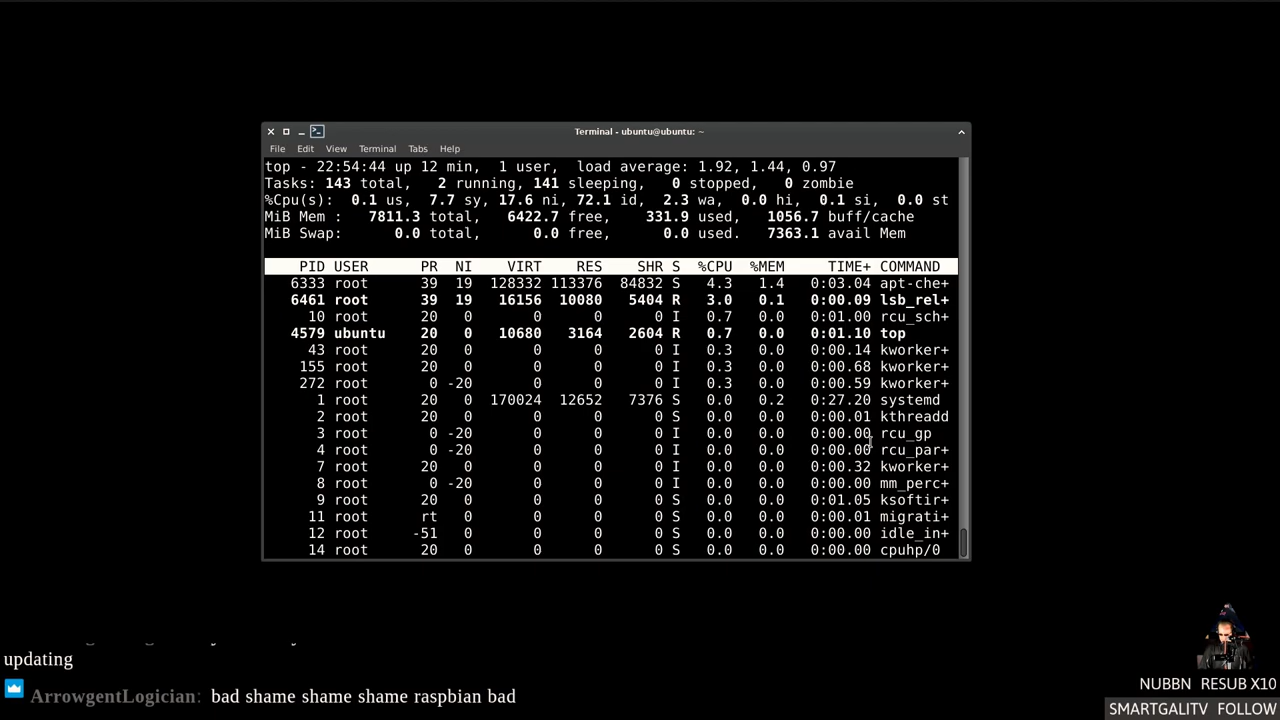 Terminal - ubuntu@ubuntu: ~
File Edit View Terminal Tabs Help
top - 22:54:44 up 12 min, 1 user, load average: 1.92, 1.44, 0.97
Tasks: 143 total, 2 running, 141 sleeping, 0 stopped, 0 zombie
%Cpu(s): 0.1 us, 7.7 sy, 17.6 ni, 72.1 id, 2.3 wa, 0.0 hi, 0.1 si, 0.0 st
MiB Mem : 7811.3 total, 6422.7 free, 331.9 used, 1056.7 buff/cache
MiB Swap: 0.0 total, 0.0 free, 0.0 used. 7363.1 avail Mem
PID USER PR NI VIRT RES SHR S %CPU %MEM TIME+ COMMAND
6333 root 39 19 128332 113376 84832 S 4.3 1.4 0:03.04 apt-che+
6461 root 39 19 16156 10080 5404 R 3.0 0.1 0:00.09 lsb_rel+
10 root 20 0 0 0 0 I 0.7 0.0 0:01.00 rcu_sch+
4579 ubuntu 20 0 10680 3164 2604 R 0.7 0.0 0:01.10 top
43 root 20 0 0 0 0 I 0.3 0.0 0:00.14 kworker+
155 root 20 0 0 0 0 I 0.3 0.0 0:00.68 kworker+
272 root 0 -20 0 0 0 I 0.3 0.0 0:00.59 kworker+
1 root 20 0 170024 12652 7376 S 0.0 0.2 0:27.20 systemd
2 root 20 0 0 0 0 S 0.0 0.0 0:00.01 kthreadd
3 root 0 -20 0 0 0 I 0.0 0.0 0:00.00 rcu_gp
4 root 0 -20 0 0 0 I 0.0 0.0 0:00.00 rcu_par+
7 root 20 0 0 0 0 I 0.0 0.0 0:00.32 kworker+
8 root 0 -20 0 0 0 I 0.0 0.0 0:00.00 mm_perc+
9 root 20 0 0 0 0 S 0.0 0.0 0:01.05 ksoftir+
11 root rt 0 0 0 0 S 0.0 0.0 0:00.01 migrati+
12 root -51 0 0 0 0 S 0.0 0.0 0:00.00 idle_in+
14 root 20 0 0 0 0 S 0.0 0.0 0:00.00 cpuhp/0
updating
ArrowgentLogician: bad shame shame shame raspbian bad
NUBBN RESUB X10
SMARTGALITV FOLLOW